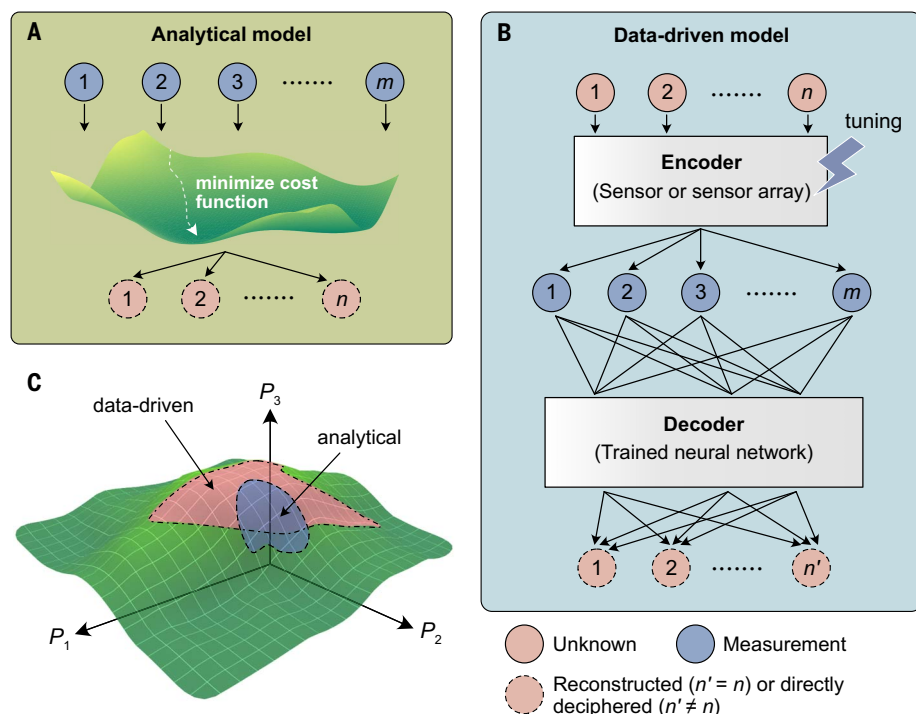 A
Analytical model
1 2 3 ....... m
minimize cost
function
1 2 ....... n
B
Data-driven model
1 2 ....... n
tuning
Encoder
(Sensor or sensor array)
1 2 3 ....... m
Decoder
(Trained neural network)
1 2 ....... n'
C
P3
data-driven
analytical
P1
P2
Unknown
Measurement
Reconstructed (n' = n) or directly
deciphered (n' ≠ n)